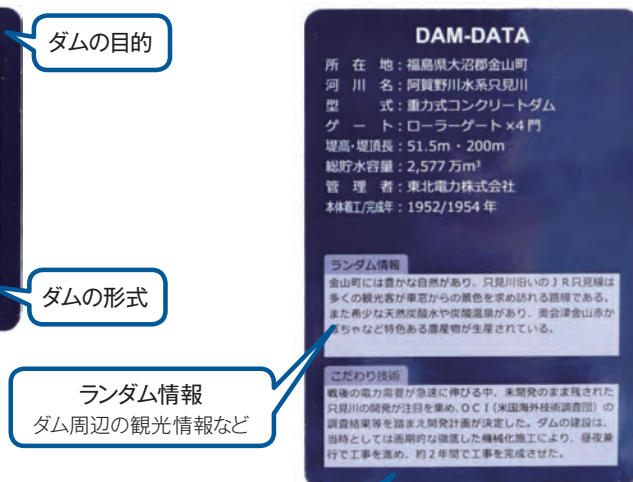 ダムの目的
ダムの形式
ランダム情報
ダム周辺の観光情報など
DAM-DATA
所在地:福島県大沼郡金山町
河川名:阿賀野川水系只見川
型式:重力式コンクリートダム
ゲート:ローラーゲート×4門
堤高・堤頂長:51.5m・200m
総貯水容量:2,577万m³
管理者:東北電力株式会社
本体着工/完成年:1952/1954年
ランダム情報
金山町には豊かな自然があり、只見川沿いのJR只見線は
多くの観光客が車窓からの景色を求め訪れる路線である。
また希少な天然炭酸水や炭酸温泉があり、奥会津金山赤か
ぼちゃなど特色ある農産物が生産されている。
こだわり技術
戦後の電力需要が急速に伸びる中、未開発のまま残された
只見川の開発が注目を集め、OCI(米国海外技術調査団)の
調査結果等を踏まえ開発計画が決定した。ダムの建設は、
当時としては画期的な徹底した機械化施工により、昼夜兼
行で工事を進め、約2年間で工事を完成させた。